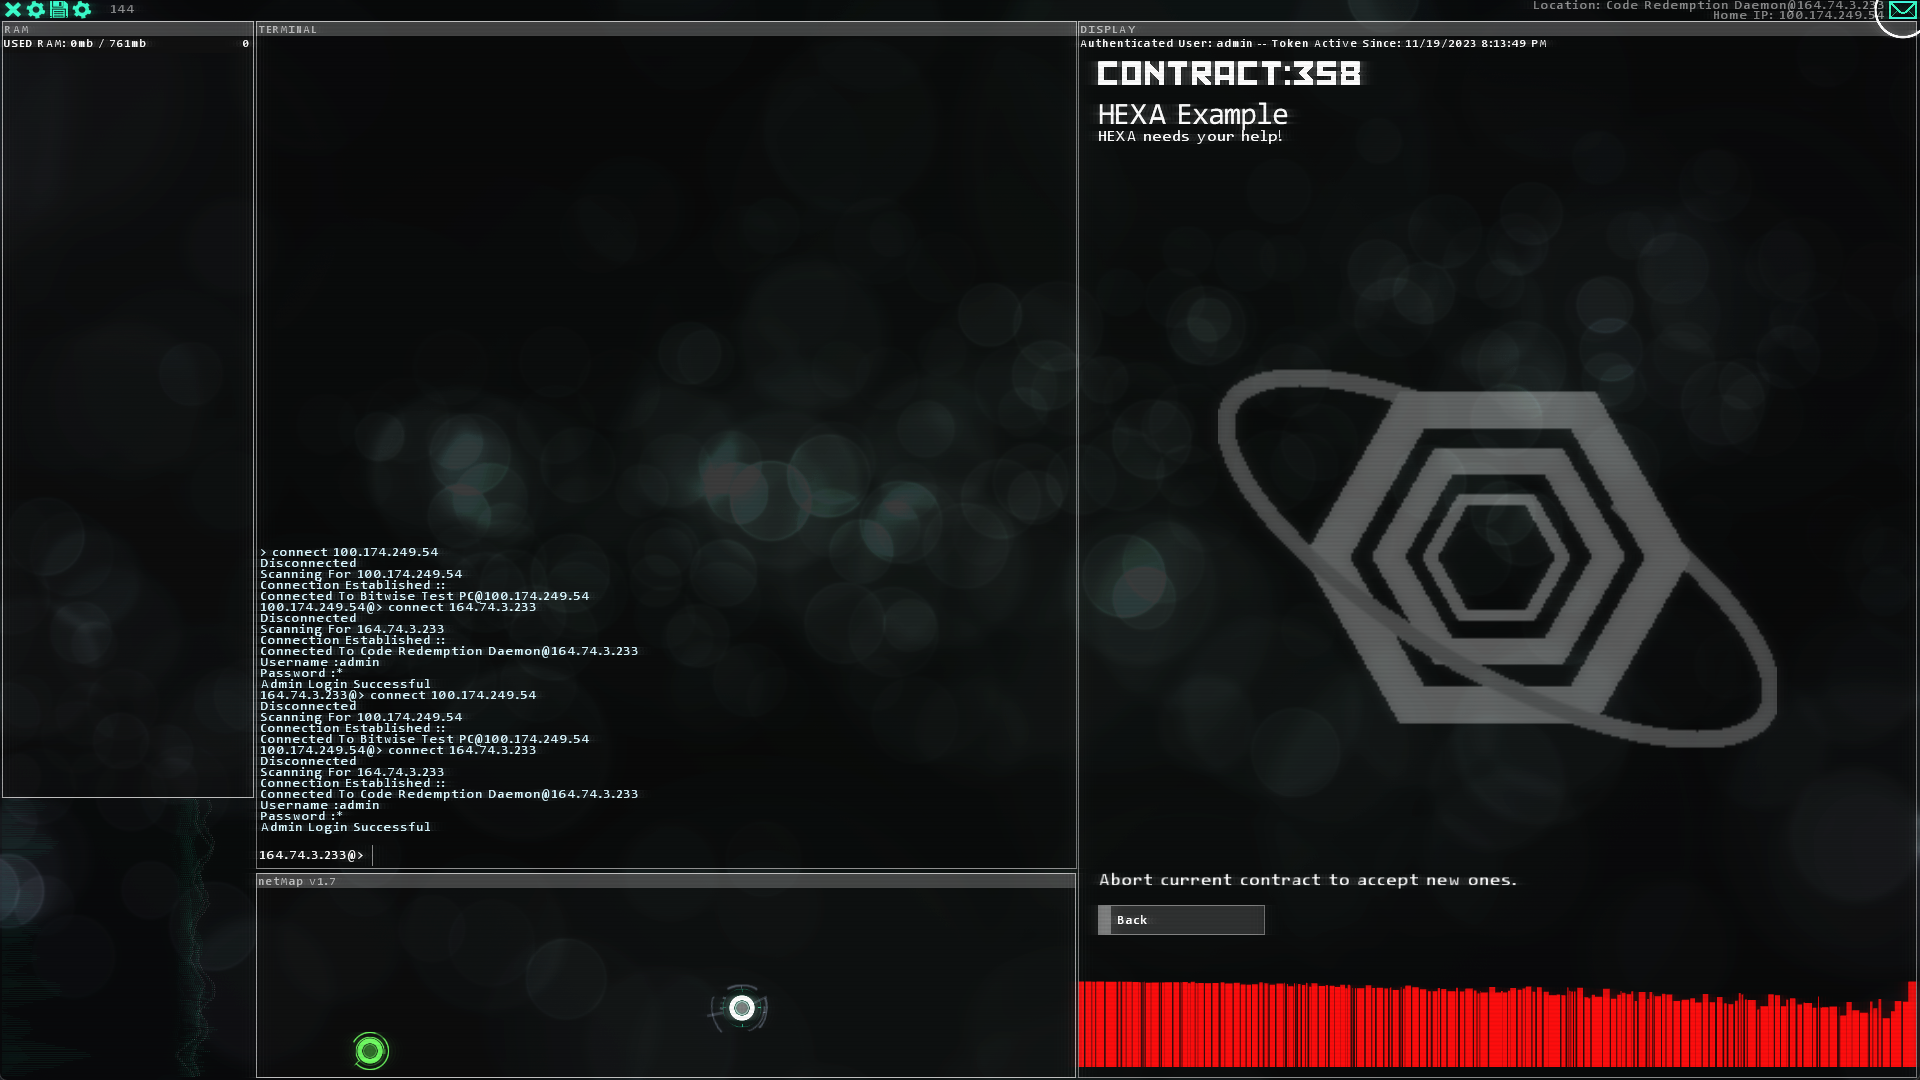 144
Location: Code Redemption Daemon@164.74.3.233
Home IP: 100.174.249.54
RAM
USED RAM: 0mb / 761mb 0
TERMINAL
> connect 100.174.249.54
Disconnected
Scanning For 100.174.249.54
Connection Established ::
Connected To Bitwise Test PC@100.174.249.54
100.174.249.54@> connect 164.74.3.233
Disconnected
Scanning For 164.74.3.233
Connection Established ::
Connected To Code Redemption Daemon@164.74.3.233
Username :admin
Password :*
Admin Login Successful
164.74.3.233@> connect 100.174.249.54
Disconnected
Scanning For 100.174.249.54
Connection Established ::
Connected To Bitwise Test PC@100.174.249.54
100.174.249.54@> connect 164.74.3.233
Disconnected
Scanning For 164.74.3.233
Connection Established ::
Connected To Code Redemption Daemon@164.74.3.233
Username :admin
Password :*
Admin Login Successful
164.74.3.233@>
netMap v1.7
DISPLAY
Authenticated User: admin -- Token Active Since: 11/19/2023 8:13:49 PM
CONTRACT:358
HEXA Example
HEXA needs your help!
Abort current contract to accept new ones.
Back